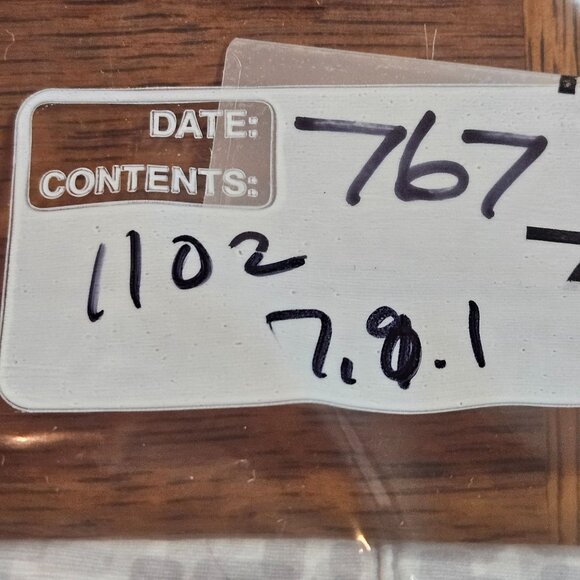 DATE: 767
CONTENTS:
1102
7.8.1